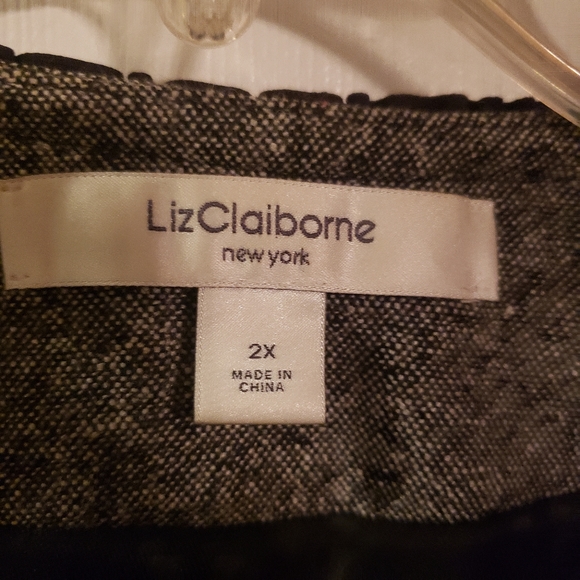 LizClaiborne
new york
2X
MADE IN
CHINA